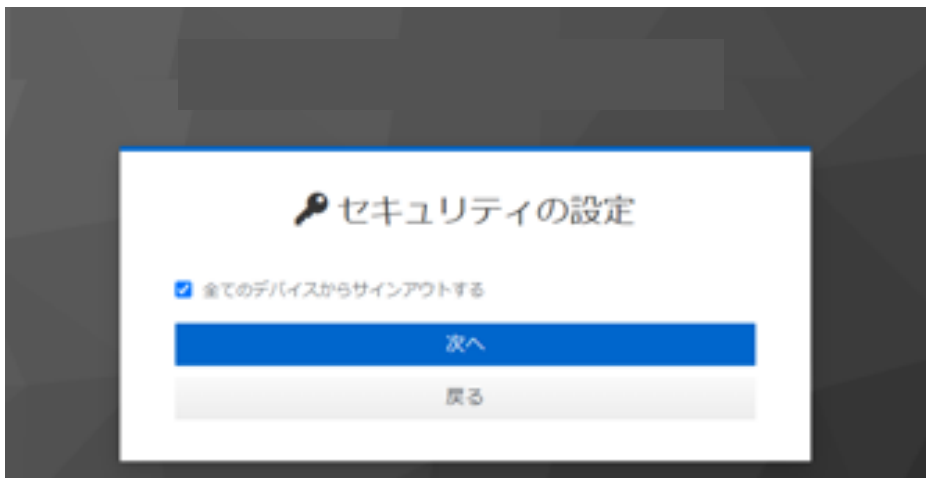 セキュリティの設定
全てのデバイスからサインアウトする
次へ
戻る